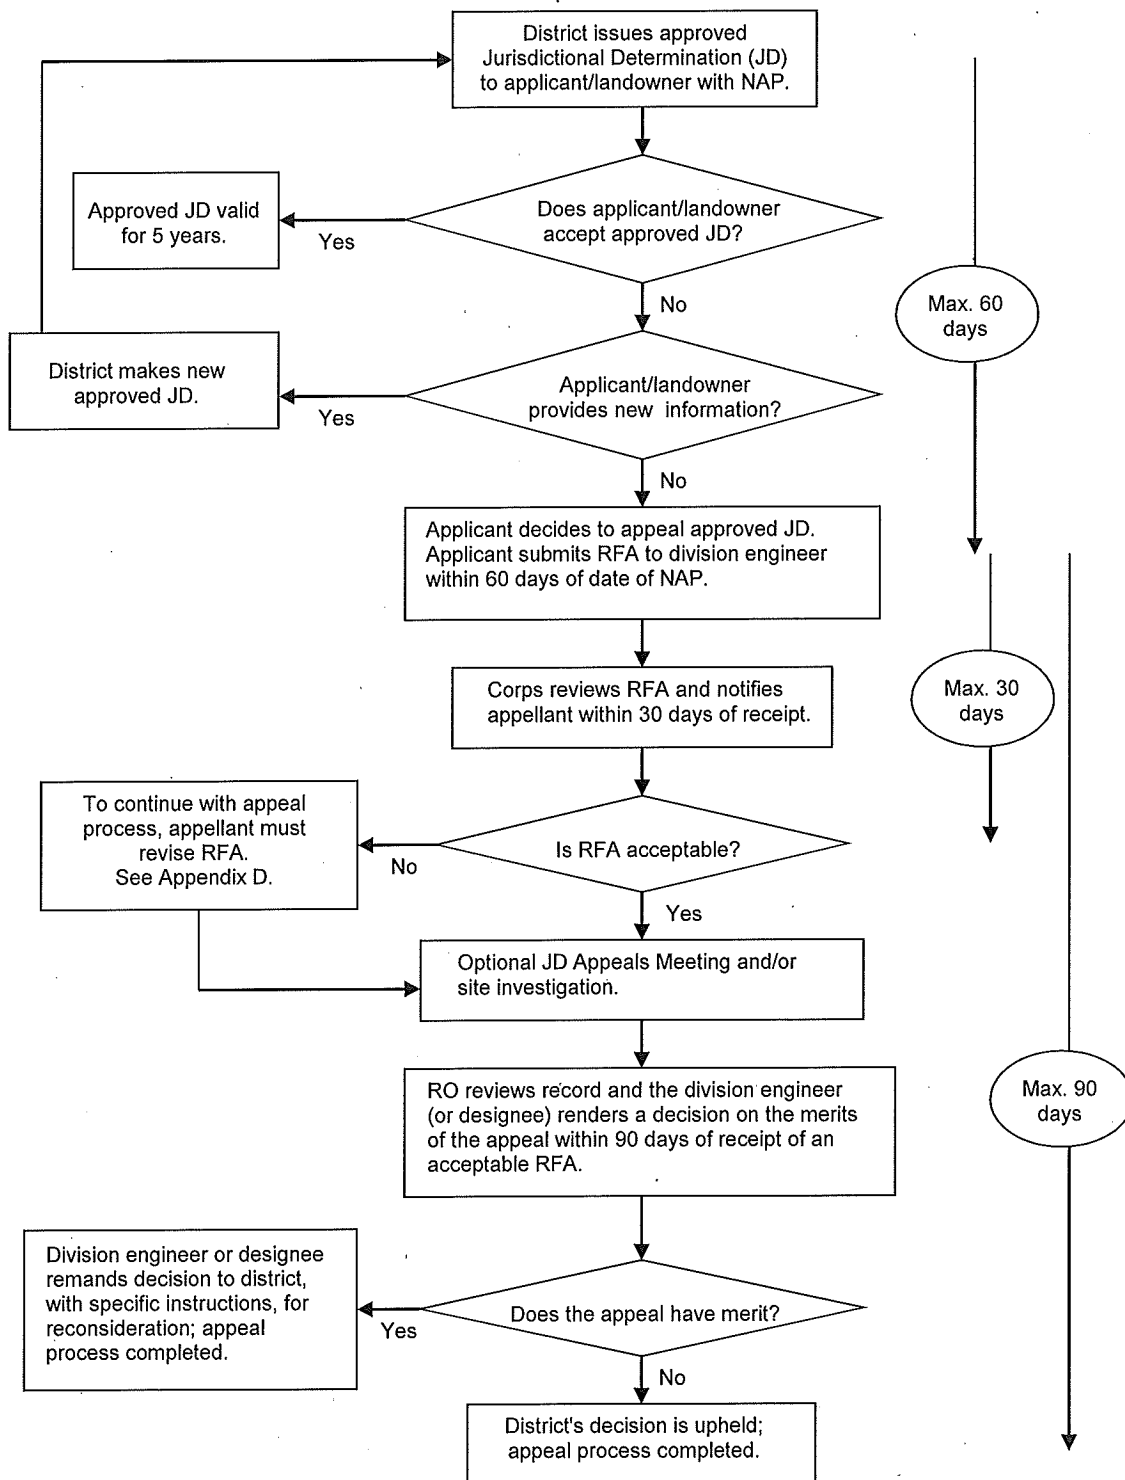 District issues approved
Jurisdictional Determination (JD)
to applicant/landowner with NAP.
Approved JD valid
for 5 years.
Yes
Does applicant/landowner
accept approved JD?
No
Max. 60
days
District makes new
approved JD.
Yes
Applicant/landowner
provides new information?
No
Applicant decides to appeal approved JD.
Applicant submits RFA to division engineer
within 60 days of date of NAP.
Corps reviews RFA and notifies
appellant within 30 days of receipt.
Max. 30
days
To continue with appeal
process, appellant must
revise RFA.
See Appendix D.
No
Is RFA acceptable?
Yes
Optional JD Appeals Meeting and/or
site investigation.
RO reviews record and the division engineer
(or designee) renders a decision on the merits
of the appeal within 90 days of receipt of an
acceptable RFA.
Max. 90
days
Division engineer or designee
remands decision to district,
with specific instructions, for
reconsideration; appeal
process completed.
Yes
Does the appeal have merit?
No
District's decision is upheld;
appeal process completed.